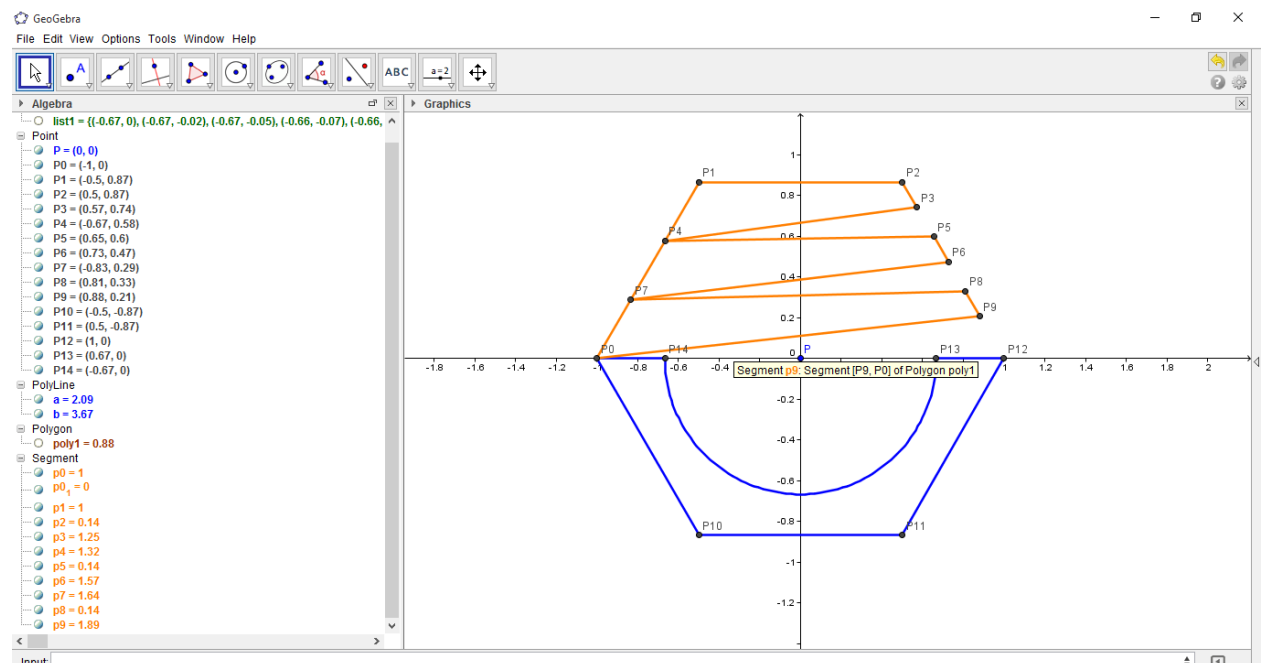 GeoGebra
File Edit View Options Tools Window Help
A
α
ABC
a=2
Algebra
Graphics
list1 = {(-0.67, 0), (-0.67, -0.02), (-0.67, -0.05), (-0.66, -0.07), (-0.66,
Point
P = (0, 0)
P0 = (-1, 0)
P1 = (-0.5, 0.87)
P2 = (0.5, 0.87)
P3 = (0.57, 0.74)
P4 = (-0.67, 0.58)
P5 = (0.65, 0.6)
P6 = (0.73, 0.47)
P7 = (-0.83, 0.29)
P8 = (0.81, 0.33)
P9 = (0.88, 0.21)
P10 = (-0.5, -0.87)
P11 = (0.5, -0.87)
P12 = (1, 0)
P13 = (0.67, 0)
P14 = (-0.67, 0)
PolyLine
a = 2.09
b = 3.67
Polygon
poly1 = 0.88
Segment
p0 = 1
p0₁ = 0
p1 = 1
p2 = 0.14
p3 = 1.25
p4 = 1.32
p5 = 0.14
p6 = 1.57
p7 = 1.64
p8 = 0.14
p9 = 1.89
1
P1 P2
0.8
P3
P4 P5
0.6
P6
0.4
P7 P8
P9
0.2
P0 P14 0 P P13 P12
-1.8 -1.6 -1.4 -1.2 -1 -0.8 -0.6 -0.4 1.2 1.4 1.6 1.8 2
Segment p9: Segment [P9, P0] of Polygon poly1
-0.2
-0.4
-0.6
-0.8
P10 P11
-1
-1.2
Input: